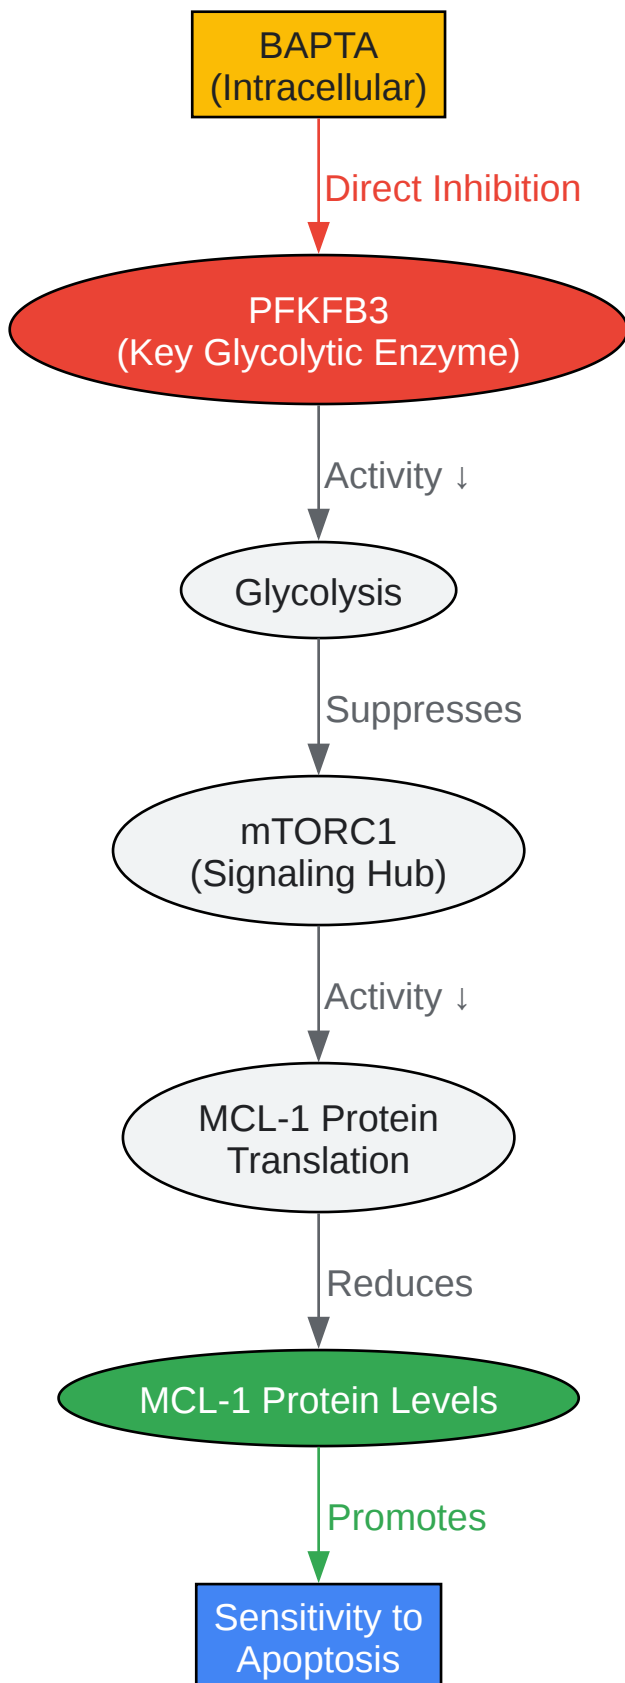 BAPTA
(Intracellular)
Direct Inhibition
PFKFB3
(Key Glycolytic Enzyme)
Activity ↓
Glycolysis
Suppresses
mTORC1
(Signaling Hub)
Activity ↓
MCL-1 Protein
Translation
Reduces
MCL-1 Protein Levels
Promotes
Sensitivity to
Apoptosis